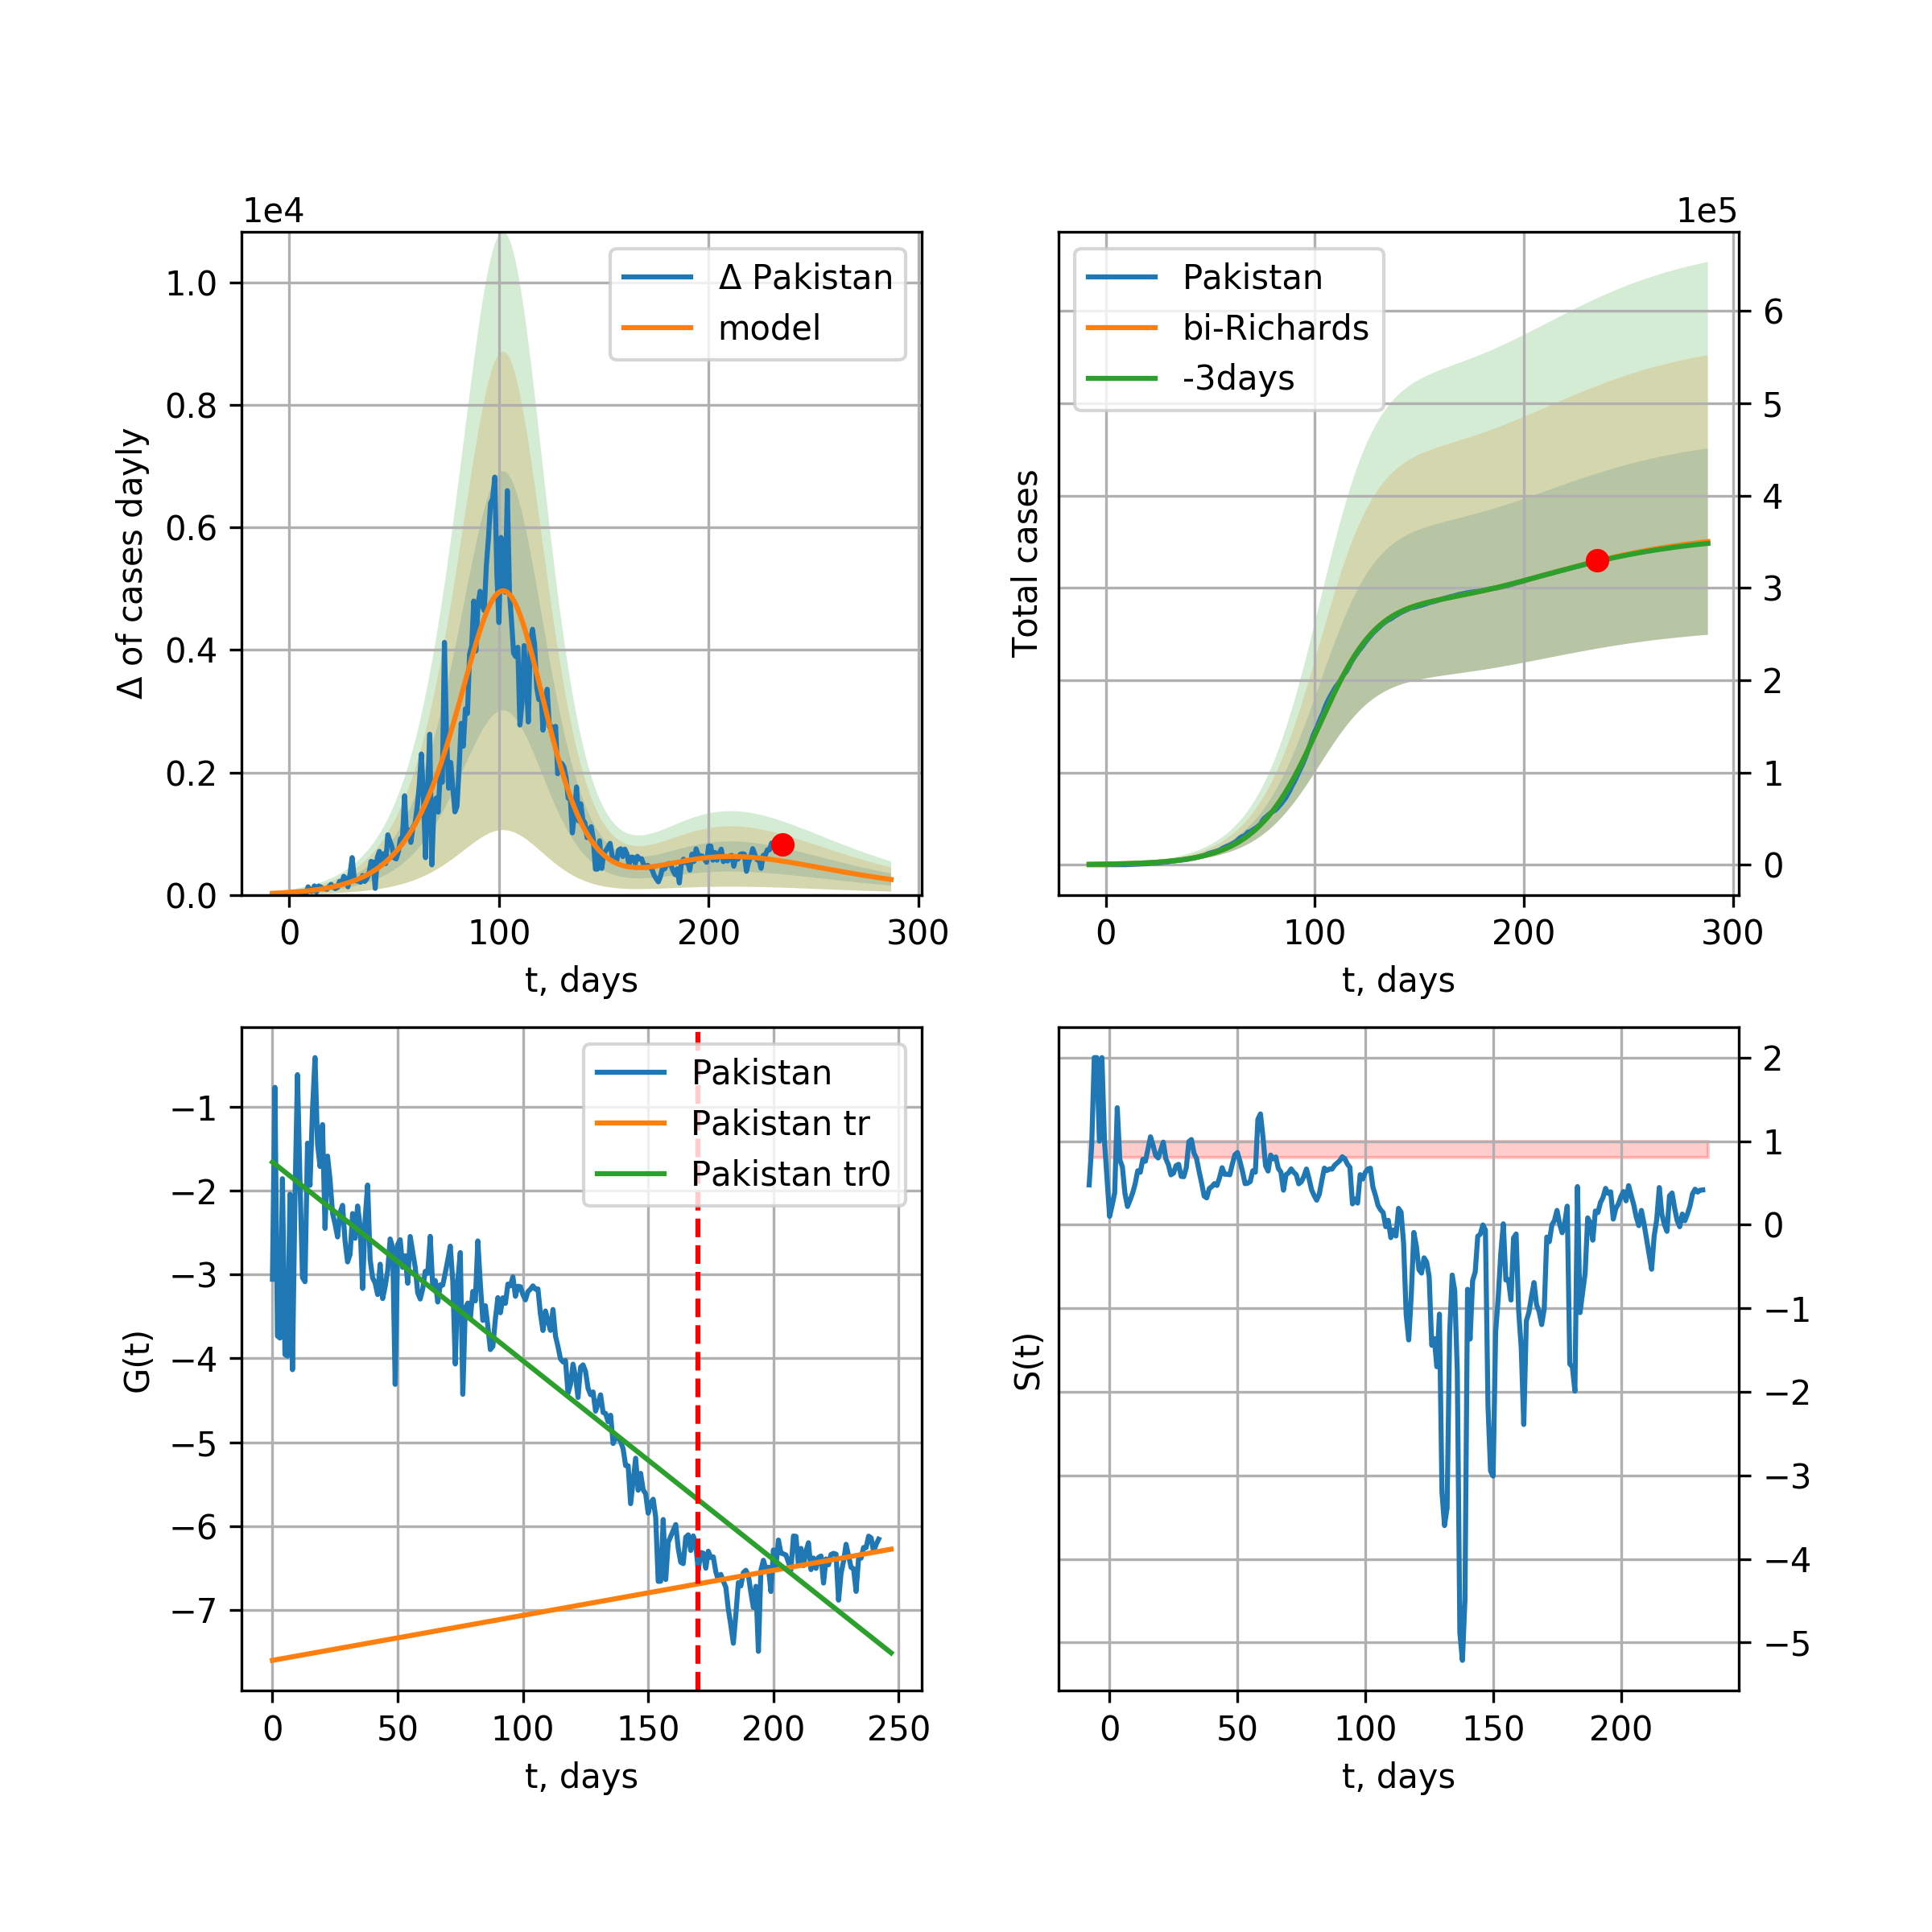 1e4
Δ of cases dayly
1.0
0.8
0.6
0.4
0.2
0.0
0 100 200 300
t, days
Δ Pakistan
model
1e5
Total cases
6
5
4
3
2
1
0
0 100 200 300
t, days
Pakistan
bi-Richards
-3days
G(t)
−1
−2
−3
−4
−5
−6
−7
0 50 100 150 200 250
t, days
Pakistan
Pakistan tr
Pakistan tr0
S(t)
2
1
0
−1
−2
−3
−4
−5
0 50 100 150 200
t, days